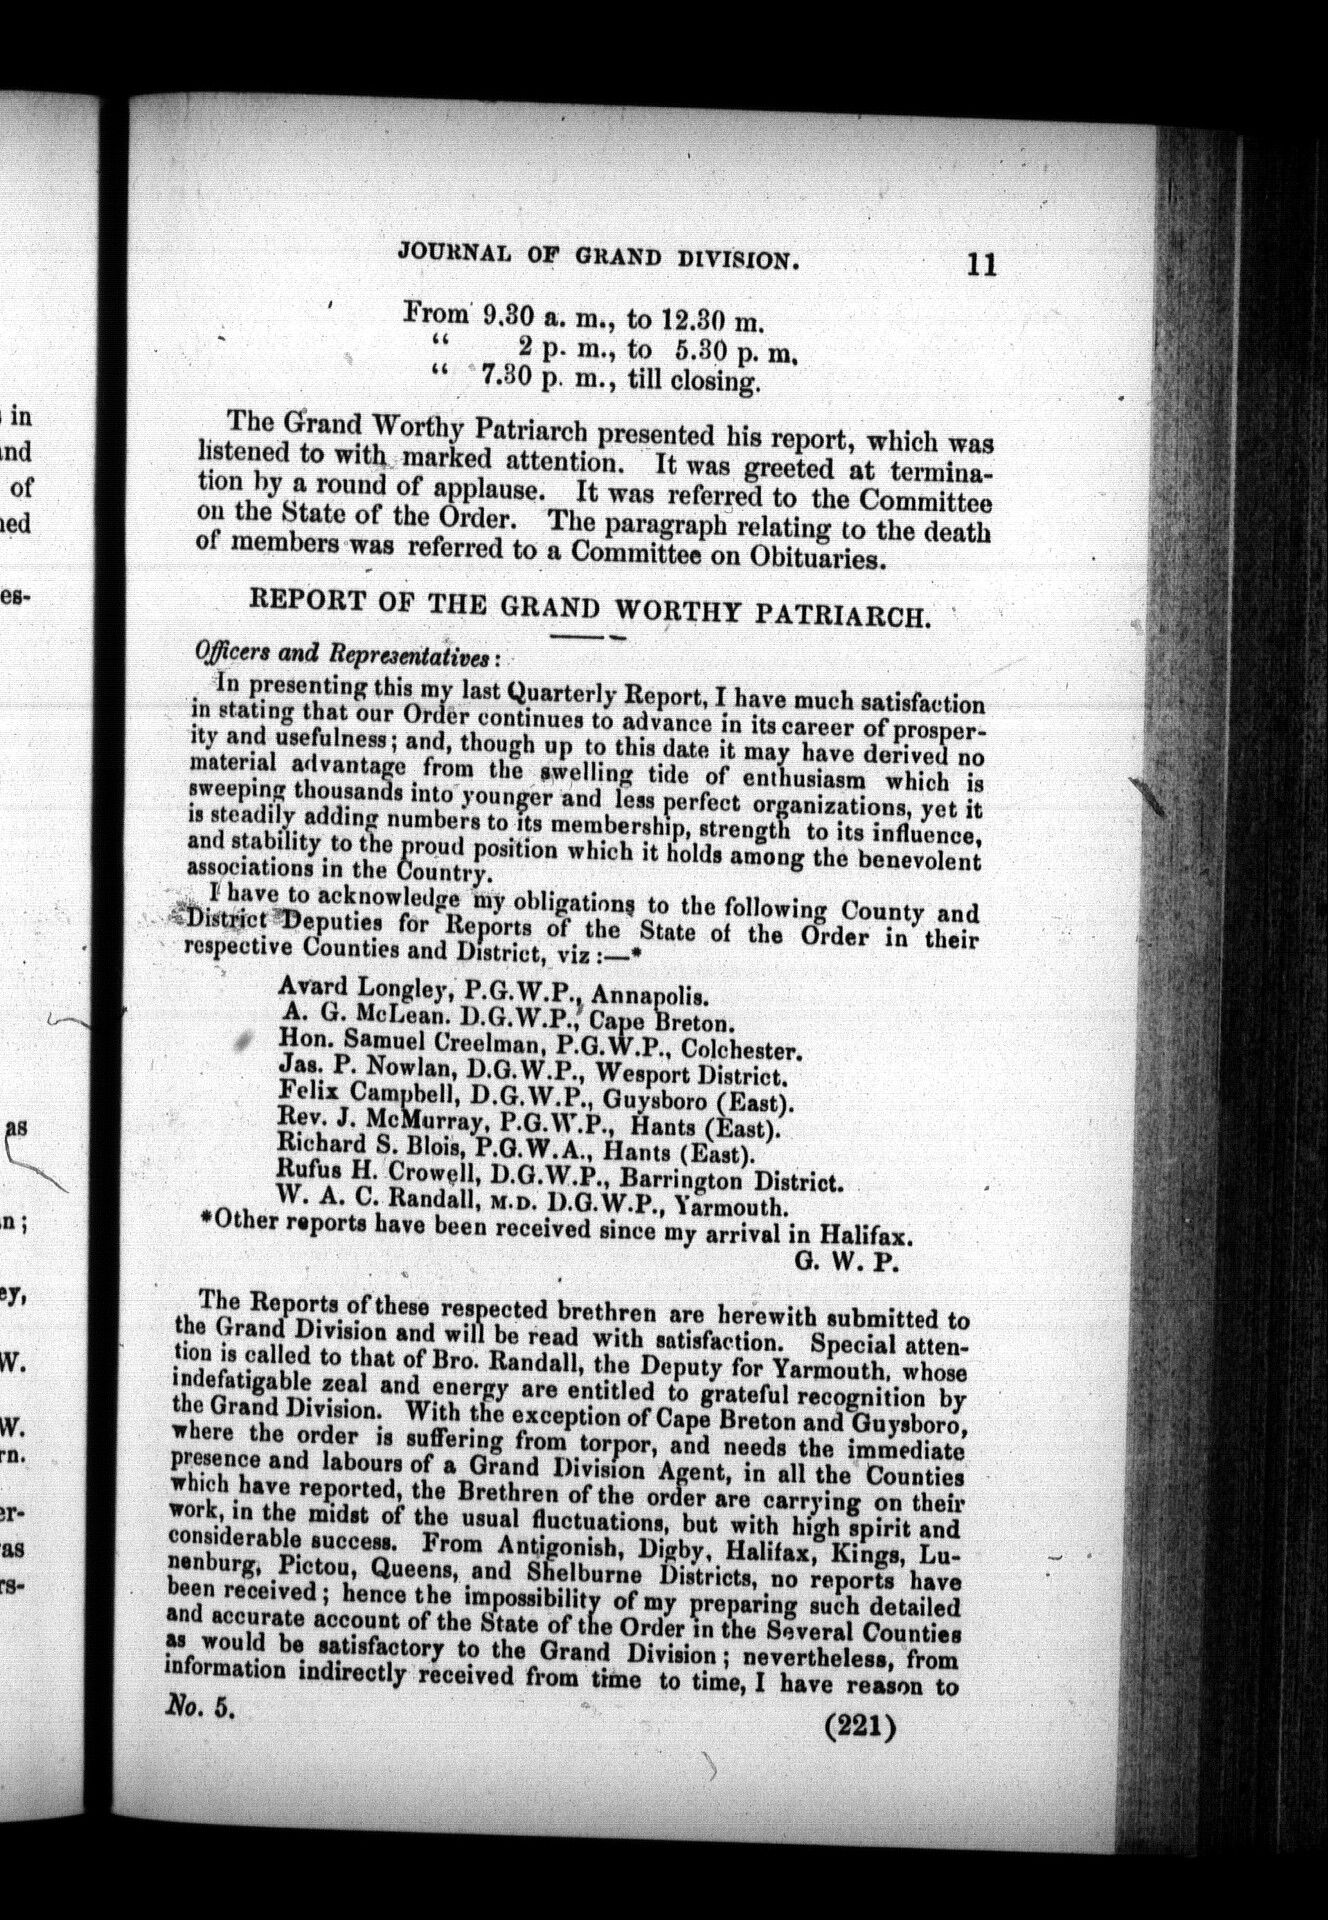 JOURNAL OF GRAND DIVISION. 11
From 9.30 a. m., to 12.30 m.
“ 2 p. m., to 5.30 p. m.
“ 7.30 p. m., till closing.
The Grand Worthy Patriarch presented his report, which was
listened to with marked attention. It was greeted at termina-
tion by a round of applause. It was referred to the Committee
on the State of the Order. The paragraph relating to the death
of members was referred to a Committee on Obituaries.
REPORT OF THE GRAND WORTHY PATRIARCH.
Officers and Representatives:
In presenting this my last Quarterly Report, I have much satisfaction
in stating that our Order continues to advance in its career of prosper-
ity and usefulness; and, though up to this date it may have derived no
material advantage from the swelling tide of enthusiasm which is
sweeping thousands into younger and less perfect organizations, yet it
is steadily adding numbers to its membership, strength to its influence,
and stability to the proud position which it holds among the benevolent
associations in the Country.
I have to acknowledge my obligations to the following County and
District Deputies for Reports of the State of the Order in their
respective Counties and District, viz:—*
Avard Longley, P.G.W.P., Annapolis.
A. G. McLean. D.G.W.P., Cape Breton.
Hon. Samuel Creelman, P.G.W.P., Colchester.
Jas. P. Nowlan, D.G.W.P., Wesport District.
Felix Campbell, D.G.W.P., Guysboro (East).
Rev. J. McMurray, P.G.W.P., Hants (East).
Richard S. Blois, P.G.W.A., Hants (East).
Rufus H. Crowell, D.G.W.P., Barrington District.
W. A. C. Randall, M.D. D.G.W.P., Yarmouth.
*Other reports have been received since my arrival in Halifax.
G. W. P.
The Reports of these respected brethren are herewith submitted to
the Grand Division and will be read with satisfaction. Special atten-
tion is called to that of Bro. Randall, the Deputy for Yarmouth, whose
indefatigable zeal and energy are entitled to grateful recognition by
the Grand Division. With the exception of Cape Breton and Guysboro,
where the order is suffering from torpor, and needs the immediate
presence and labours of a Grand Division Agent, in all the Counties
which have reported, the Brethren of the order are carrying on their
work, in the midst of the usual fluctuations, but with high spirit and
considerable success. From Antigonish, Digby, Halifax, Kings, Lu-
nenburg, Pictou, Queens, and Shelburne Districts, no reports have
been received; hence the impossibility of my preparing such detailed
and accurate account of the State of the Order in the Several Counties
as would be satisfactory to the Grand Division; nevertheless, from
information indirectly received from time to time, I have reason to
No. 5. (221)